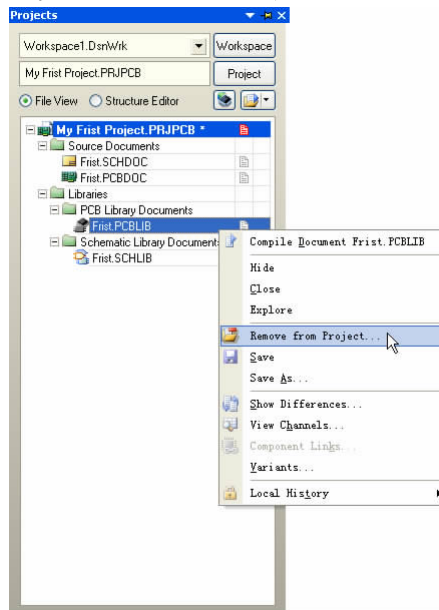 Projects
Workspace1.DsnWrk
Workspace
My Frist Project.PRJPCB
Project
File View
Structure Editor
My Frist Project.PRJPCB *
Source Documents
Frist.SCHDOC
Frist.PCBDOC
Libraries
PCB Library Documents
Frist.PCBLIB
Schematic Library Document
Frist.SCHLIB
Compile Document Frist.PCBLIB
Hide
Close
Explore
Remove from Project...
Save
Save As...
Show Differences...
View Channels...
Component Links...
Variants...
Local History